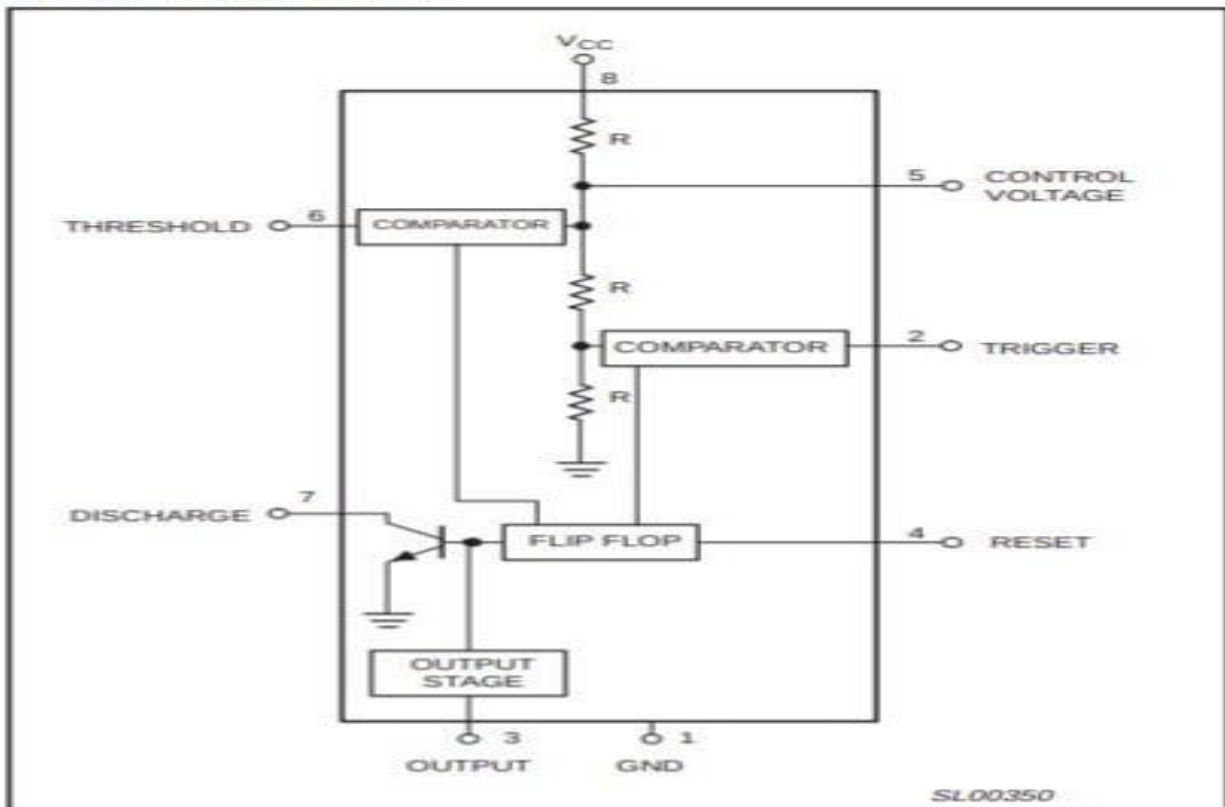 VCC
8
R
5
CONTROL
VOLTAGE
6
THRESHOLD
COMPARATOR
R
2
COMPARATOR
TRIGGER
R
7
DISCHARGE
FLIP FLOP
4
RESET
OUTPUT
STAGE
3
1
OUTPUT
GND
SL00350